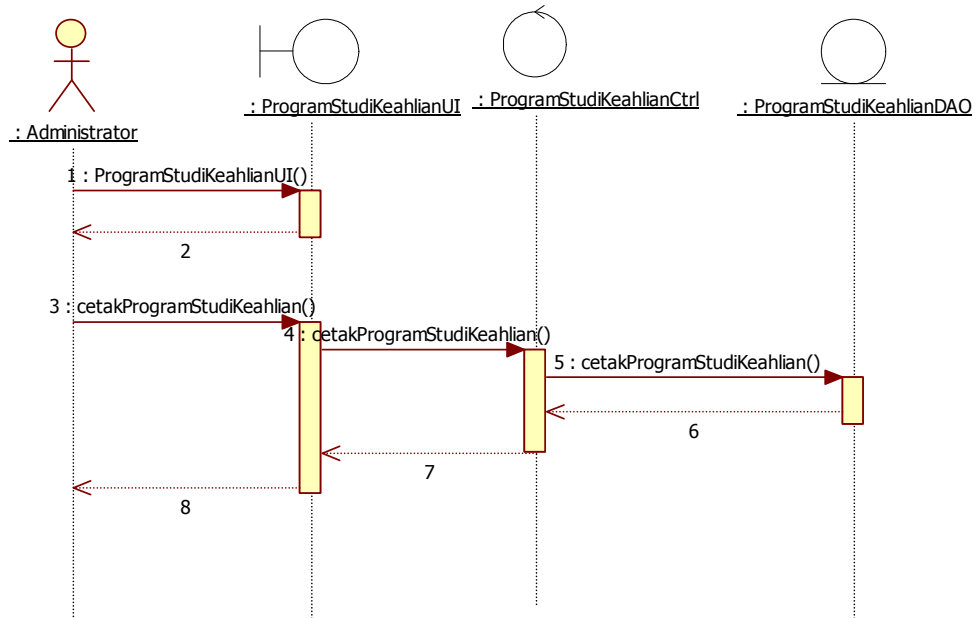 : Administrator
: ProgramStudiKeahlianUI
: ProgramStudiKeahlianCtrl
: ProgramStudiKeahlianDAO
1 : ProgramStudiKeahlianUI()
2
3 : cetakProgramStudiKeahlian()
4 : cetakProgramStudiKeahlian()
5 : cetakProgramStudiKeahlian()
6
7
8